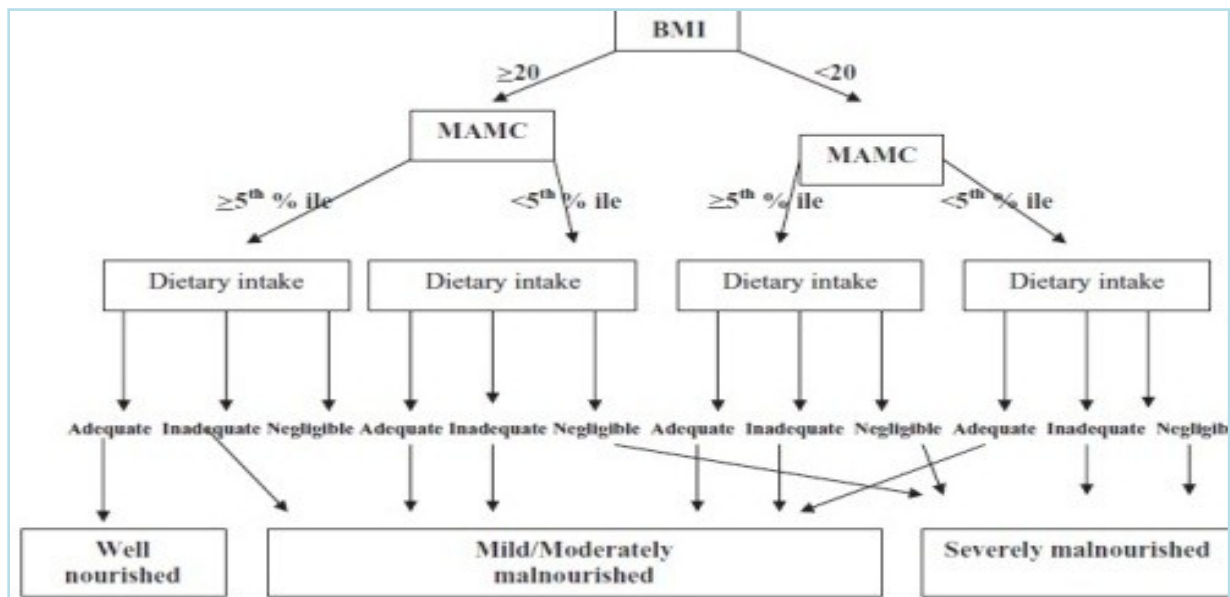 BMI
≥20
<20
MAMC
MAMC
≥5th % ile
<5th % ile
≥5th % ile
<5th % ile
Dietary intake
Dietary intake
Dietary intake
Dietary intake
Adequate Inadequate Negligible Adequate Inadequate Negligible Adequate Inadequate Negligible Adequate Inadequate Negligib
Well
nourished
Mild/Moderately
malnourished
Severely malnourished